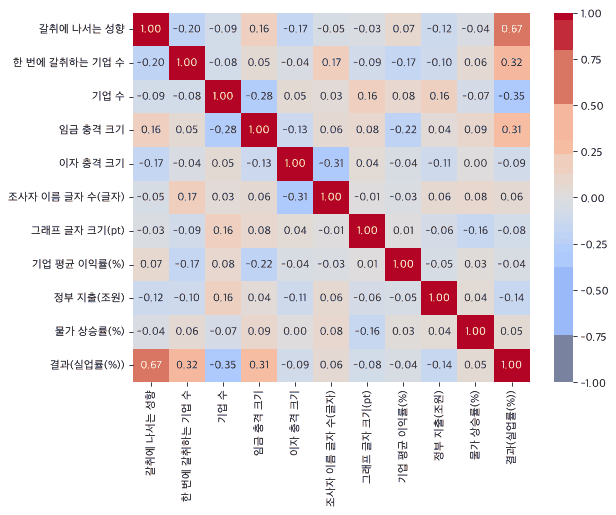 갈취에 나서는 성향 1.00 −0.20 −0.09 0.16 −0.17 −0.05 −0.03 0.07 −0.12 −0.04 0.67
한 번에 갈취하는 기업 수 −0.20 1.00 −0.08 0.05 −0.04 0.17 −0.09 −0.17 −0.10 0.06 0.32
기업 수 −0.09 −0.08 1.00 −0.28 0.05 0.03 0.16 0.08 0.16 −0.07 −0.35
임금 충격 크기 0.16 0.05 −0.28 1.00 −0.13 0.06 0.08 −0.22 0.04 0.09 0.31
이자 충격 크기 −0.17 −0.04 0.05 −0.13 1.00 −0.31 0.04 −0.04 −0.11 0.00 −0.09
조사자 이름 글자 수(글자) −0.05 0.17 0.03 0.06 −0.31 1.00 −0.01 −0.03 0.06 0.08 0.06
그래프 글자 크기(pt) −0.03 −0.09 0.16 0.08 0.04 −0.01 1.00 0.01 −0.06 −0.16 −0.08
기업 평균 이익률(%) 0.07 −0.17 0.08 −0.22 −0.04 −0.03 0.01 1.00 −0.05 0.03 −0.04
정부 지출(조원) −0.12 −0.10 0.16 0.04 −0.11 0.06 −0.06 −0.05 1.00 0.04 −0.14
물가 상승률(%) −0.04 0.06 −0.07 0.09 0.00 0.08 −0.16 0.03 0.04 1.00 0.05
결과(실업률(%)) 0.67 0.32 −0.35 0.31 −0.09 0.06 −0.08 −0.04 −0.14 0.05 1.00
갈취에 나서는 성향
한 번에 갈취하는 기업 수
기업 수
임금 충격 크기
이자 충격 크기
조사자 이름 글자 수(글자)
그래프 글자 크기(pt)
기업 평균 이익률(%)
정부 지출(조원)
물가 상승률(%)
결과(실업률(%))
1.00
0.75
0.50
0.25
0.00
−0.25
−0.50
−0.75
−1.00